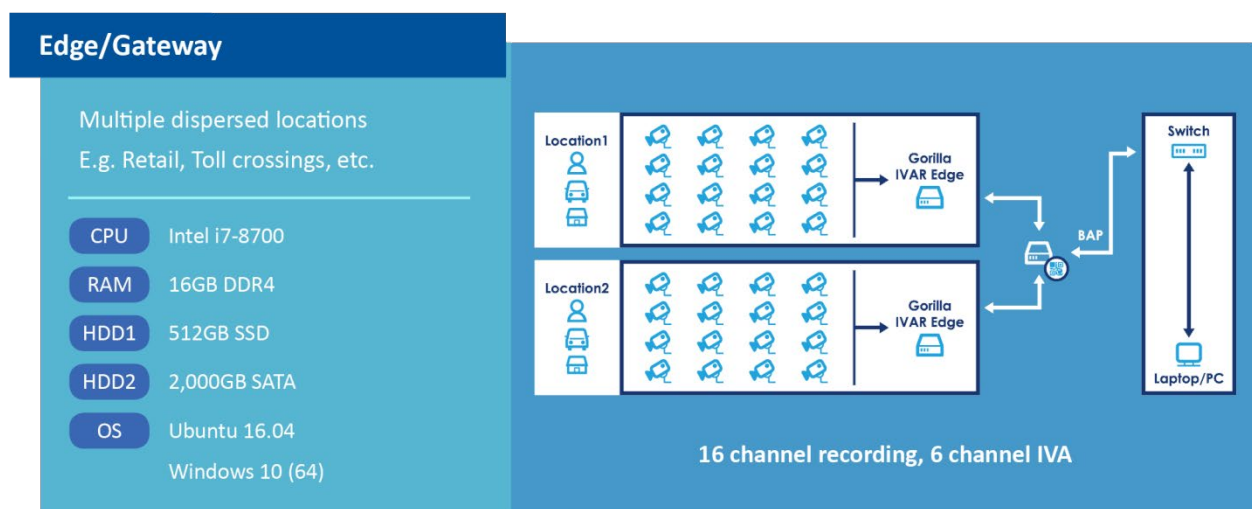 Edge/Gateway
Multiple dispersed locations
E.g. Retail, Toll crossings, etc.
CPU Intel i7-8700
RAM 16GB DDR4
HDD1 512GB SSD
HDD2 2,000GB SATA
OS Ubuntu 16.04
Windows 10 (64)
Location1
Gorilla
IVAR Edge
Location2
Gorilla
IVAR Edge
BAP
Switch
Laptop/PC
16 channel recording, 6 channel IVA